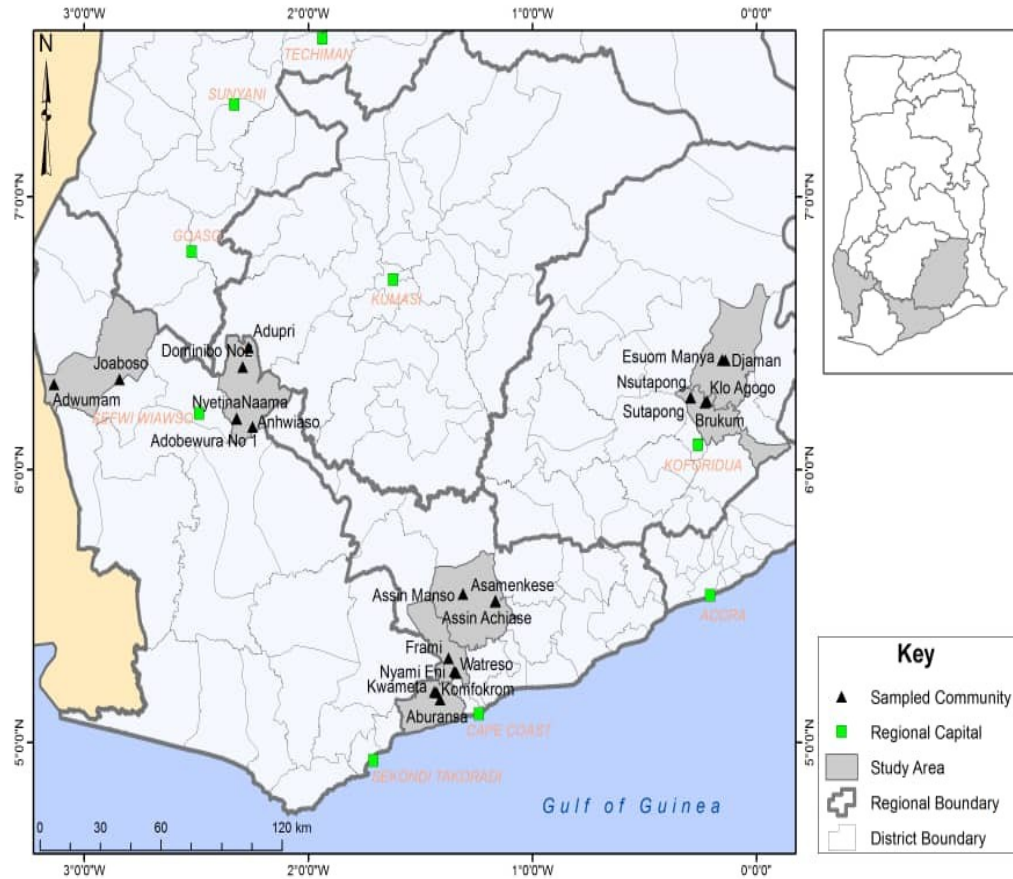 3°0'0"W
2°0'0"W
1°0'0"W
0°0'0"
N
TECHIMAN
SUNYANI
7°0'0"N
7°0'0"N
GOASO
KUMASI
Adupri
Dominibo No2
Joaboso
Adwumam
NyetinaNaama
SEFWI WIAWSO
Anhwiaso
Adobewura No 1
Esuom Manya
Djaman
Nsutapong
Klo Agogo
Sutapong
Brukum
KOFORIDUA
6°0'0"N
6°0'0"N
Assin Manso
Asamenkese
Assin Achiase
ACCRA
Frami
Watreso
Nyami Eni
Kwameta
Komfokrom
Aburansa
CAPE COAST
5°0'0"N
5°0'0"N
SEKONDI TAKORADI
Gulf of Guinea
0 30 60 120 km
3°0'0"W
2°0'0"W
1°0'0"W
0°0'0"
Key
Sampled Community
Regional Capital
Study Area
Regional Boundary
District Boundary